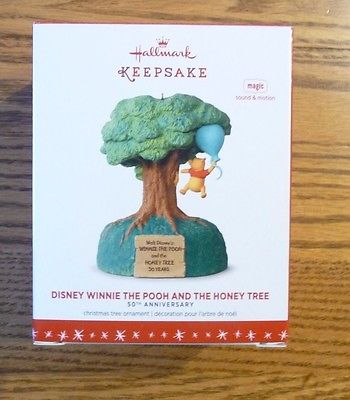 Hallmark
KEEPSAKE
magic
sound & motion
Walt Disney's
WINNIE THE POOH
and the
HONEY TREE
50 YEARS
DISNEY WINNIE THE POOH AND THE HONEY TREE
50TH ANNIVERSARY
christmas tree ornament | décoration pour l'arbre de noël